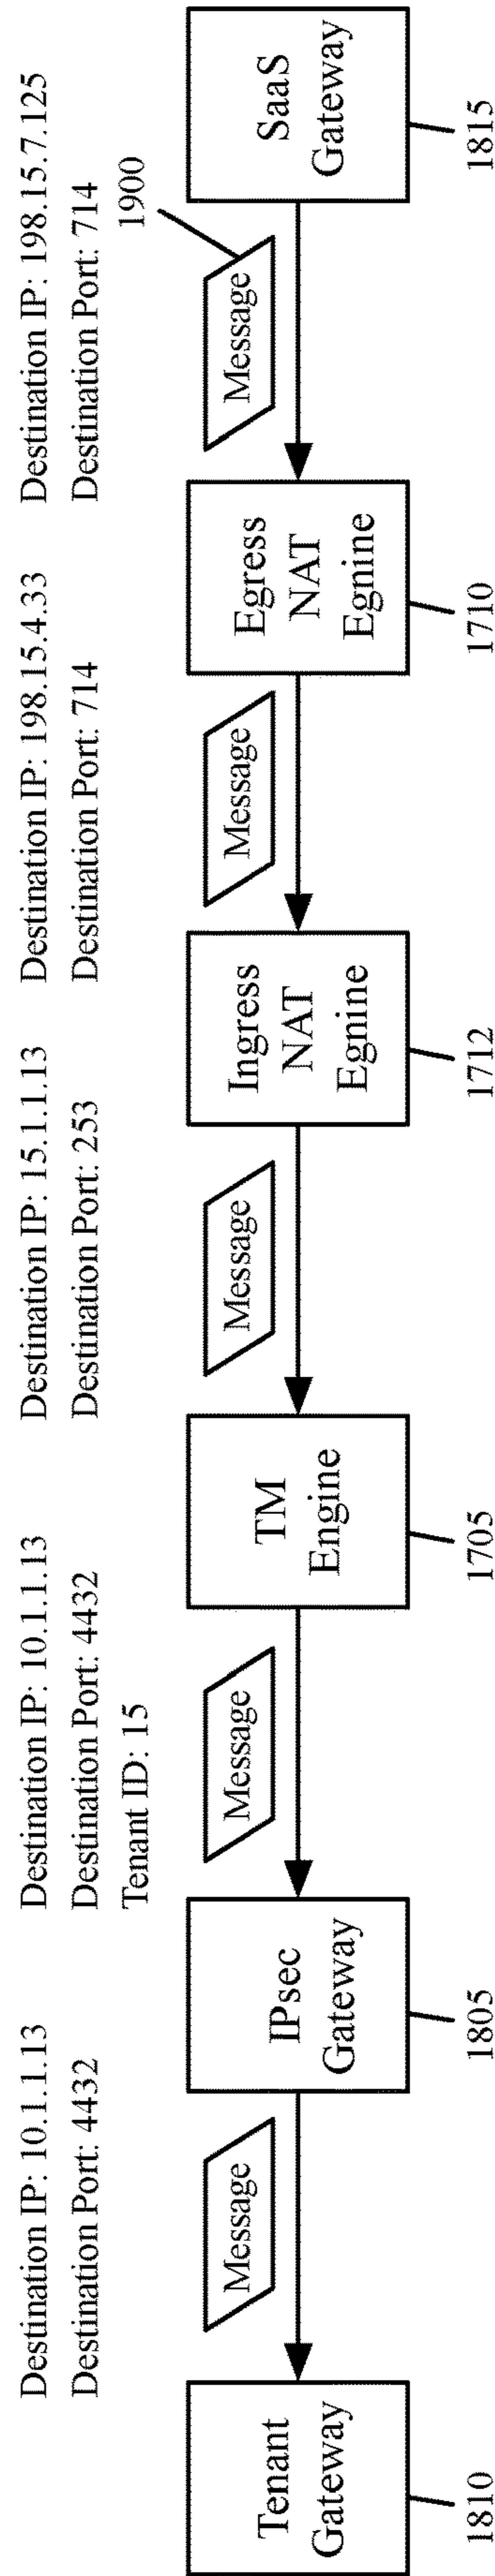 Destination IP: 10.1.1.13
Destination Port: 4432
Destination IP: 10.1.1.13
Destination Port: 4432
Tenant ID: 15
Destination IP: 15.1.1.13
Destination Port: 253
Destination IP: 198.15.4.33
Destination Port: 714
Destination IP: 198.15.7.125
Destination Port: 714
1900
Tenant
Gateway
Message
IPsec
Gateway
Message
TM
Engine
Message
Ingress
NAT
Egnine
Message
Egress
NAT
Egnine
Message
SaaS
Gateway
1810
1805
1705
1712
1710
1815